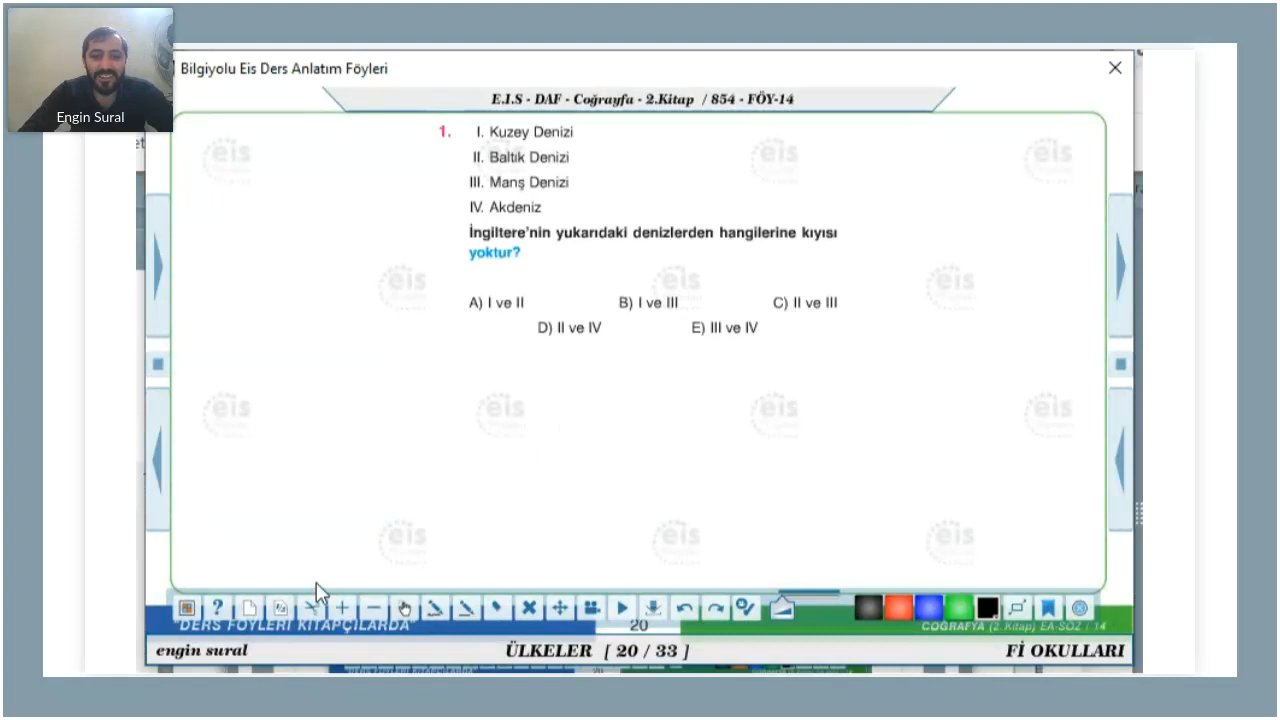 Engin Sural
Bilgiyolu Eis Ders Anlatım Föyleri
E.I.S - DAF - Coğrayfa - 2.Kitap / 854 - FÖY-14
1. I. Kuzey Denizi
II. Baltık Denizi
III. Manş Denizi
IV. Akdeniz
İngiltere’nin yukarıdaki denizlerden hangilerine kıyısı
yoktur?
A) I ve II B) I ve III C) II ve III
D) II ve IV E) III ve IV
eis
"DERS FÖYLERİ KİTAPÇILARDA" 20 COĞRAFYA (2. Kitap) EA-SÖZ / 14
engin sural ÜLKELER [ 20 / 33 ] Fİ OKULLARI